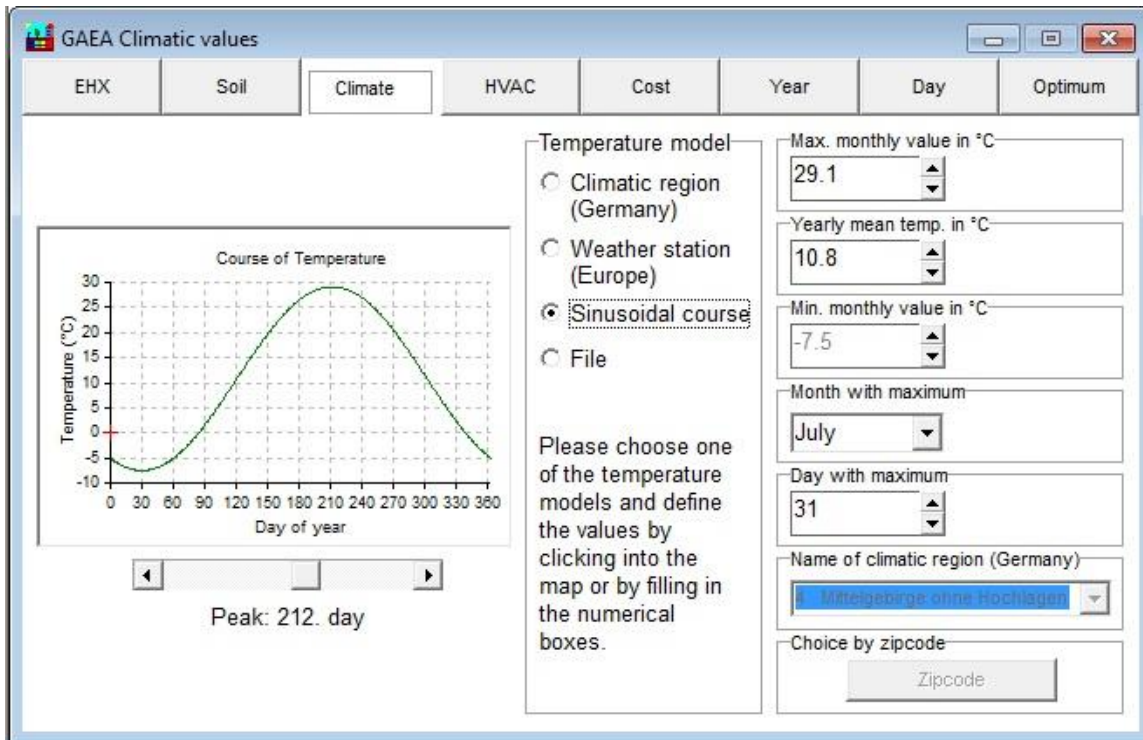 GAEA Climatic values
EHX
Soil
Climate
HVAC
Cost
Year
Day
Optimum
Course of Temperature
Temperature (°C)
30
25
20
15
10
5
0
-5
-10
0 30 60 90 120 150 180 210 240 270 300 330 360
Day of year
Peak: 212. day
Temperature model
Climatic region
(Germany)
Weather station
(Europe)
Sinusoidal course
File
Please choose one
of the temperature
models and define
the values by
clicking into the
map or by filling in
the numerical
boxes.
Max. monthly value in °C
29.1
Yearly mean temp. in °C
10.8
Min. monthly value in °C
-7.5
Month with maximum
July
Day with maximum
31
Name of climatic region (Germany)
4 Mittelgebirge ohne Hochlagen
Choice by zipcode
Zipcode